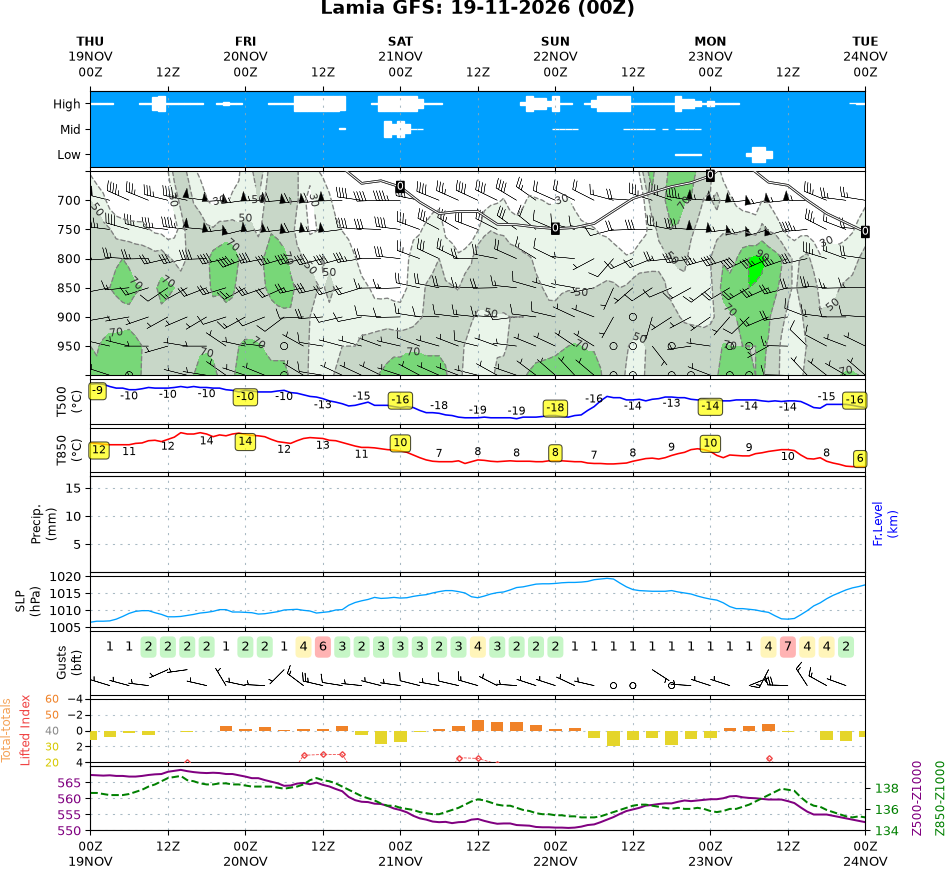 Lamia GFS: 19-11-2026 (00Z)
THU FRI SAT SUN MON TUE
19NOV 20NOV 21NOV 22NOV 23NOV 24NOV
00Z 12Z 00Z 12Z 00Z 12Z 00Z 12Z 00Z 12Z 00Z
High
Mid
Low
700
750
800
850
900
950
T500 (°C)
-9 -10 -10 -10 -10 -10 -13 -15 -16 -18 -19 -19 -18 -16 -14 -13 -14 -14 -14 -15 -16
T850 (°C)
12 11 12 14 14 12 13 11 10 7 8 8 8 7 8 9 10 9 10 8 6
Precip. (mm)
15
10
5
Fr.Level (km)
SLP (hPa)
1020
1010
1005
Gusts (bft)
1 1 2 2 2 2 1 2 2 1 4 6 3 2 3 3 3 2 3 4 3 2 2 2 1 1 1 1 1 1 1 1 1 1 4 7 4 4 2
Total-totals
Lifted Index
60 −4
50 −2
40 0
30 2
20 4
565
560
555
550
138
136
134
Z500-Z1000
Z850-Z1000
00Z 12Z 00Z 12Z 00Z 12Z 00Z 12Z 00Z 12Z 00Z
19NOV 20NOV 21NOV 22NOV 23NOV 24NOV